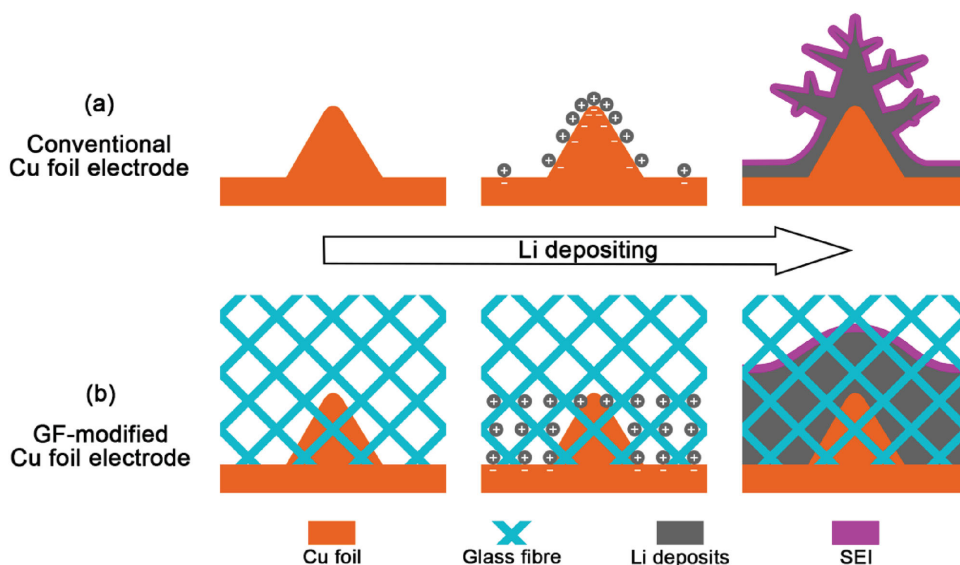 (a)
Conventional
Cu foil electrode
Li depositing
(b)
GF-modified
Cu foil electrode
Cu foil
Glass fibre
Li deposits
SEI